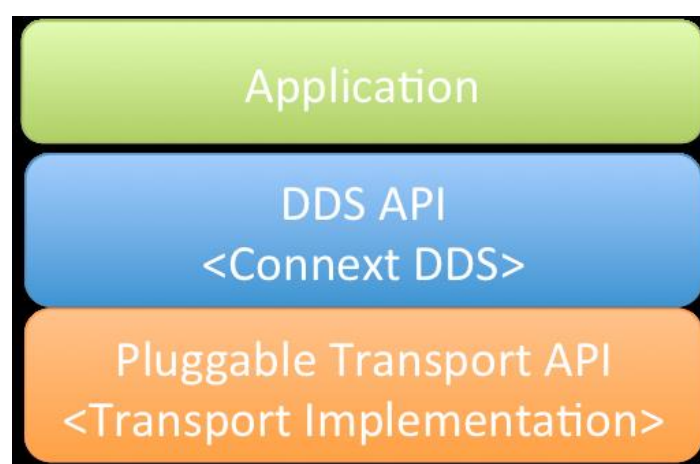 Application
DDS API
<Connext DDS>
Pluggable Transport API
<Transport Implementation>